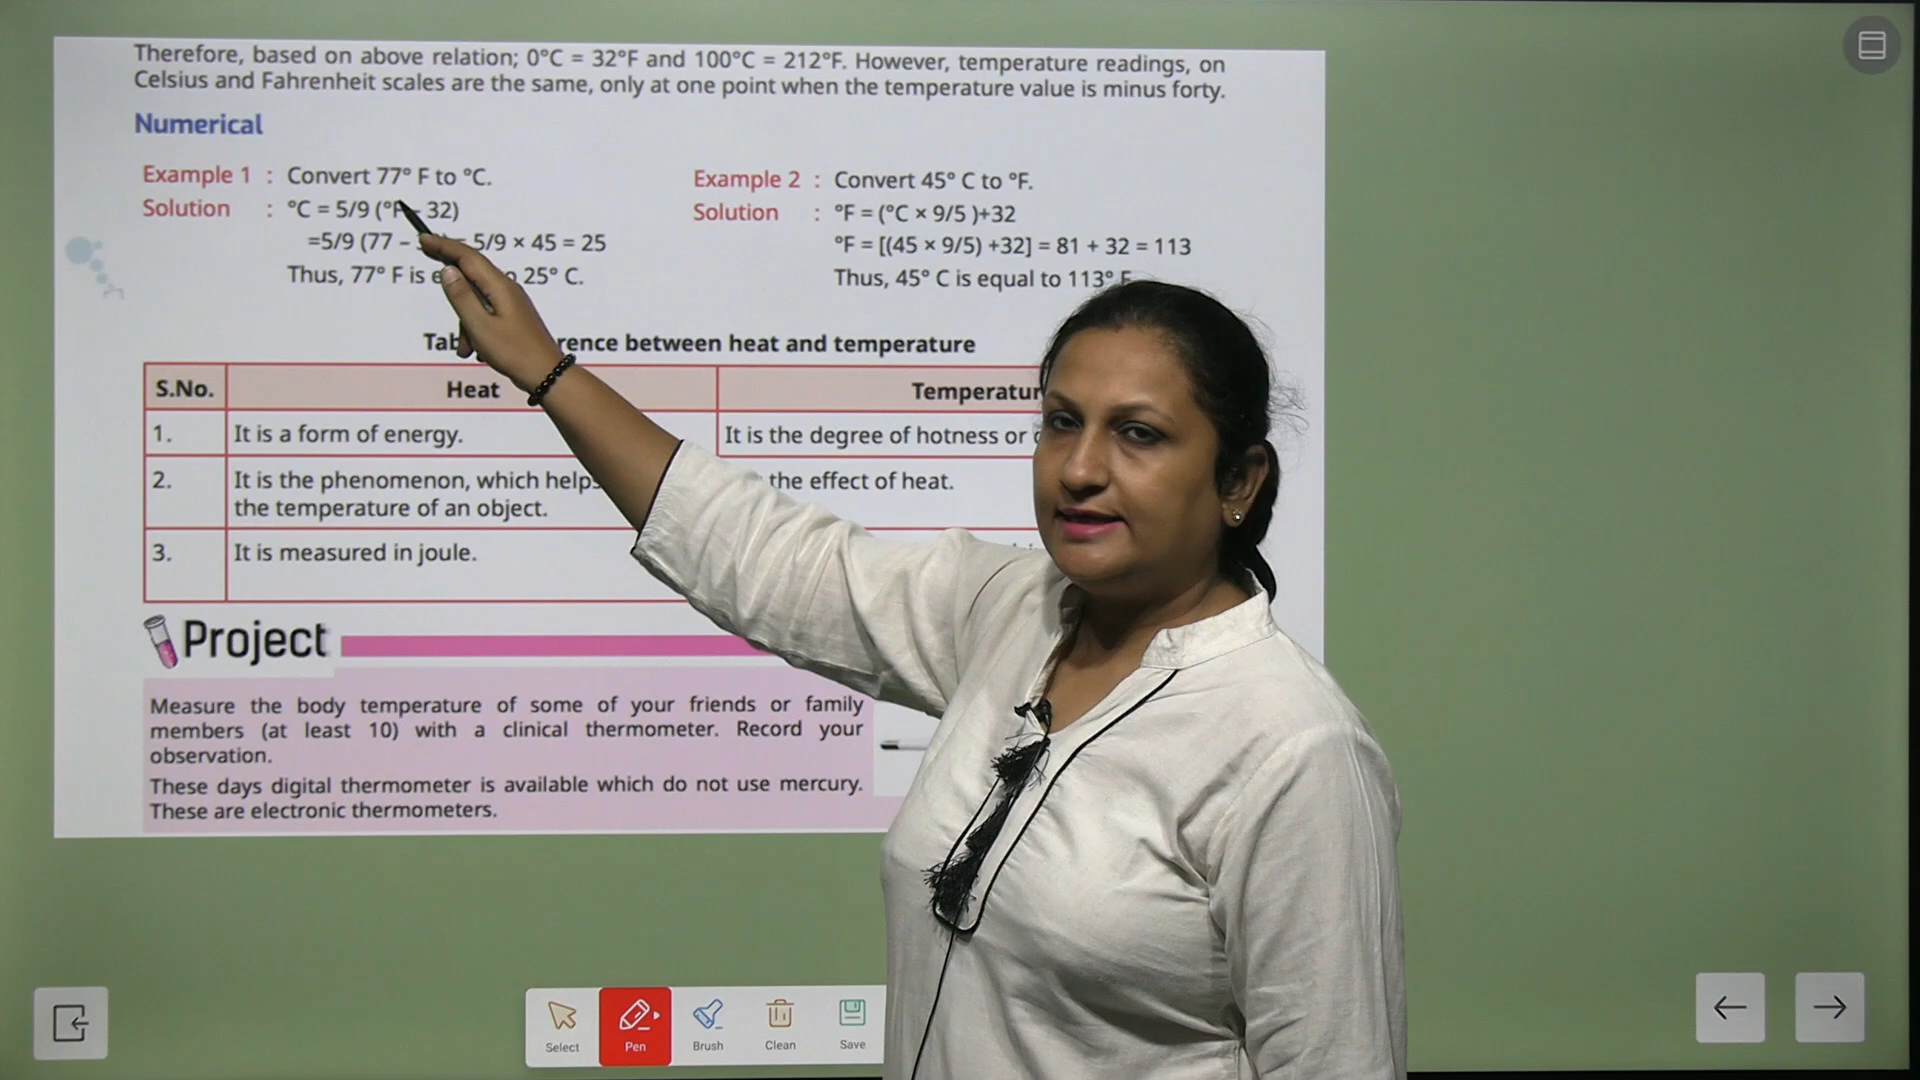 Therefore, based on above relation; 0°C = 32°F and 100°C = 212°F. However, temperature readings, on
Celsius and Fahrenheit scales are the same, only at one point when the temperature value is minus forty.
Numerical
Example 1 : Convert 77° F to °C.
Solution : °C = 5/9 (°F - 32)
=5/9 (77 – 5/9 × 45 = 25
Thus, 77° F is 25° C.
Example 2 : Convert 45° C to °F.
Solution : °F = (°C × 9/5 )+32
°F = [(45 × 9/5) +32] = 81 + 32 = 113
Thus, 45° C is equal to 113°
between heat and temperature
S.No. Heat Temperatur
1. It is a form of energy. It is the degree of hotness or
2. It is the phenomenon, which helps the effect of heat.
the temperature of an object.
3. It is measured in joule.
Project
Measure the body temperature of some of your friends or family
members (at least 10) with a clinical thermometer. Record your
observation.
These days digital thermometer is available which do not use mercury.
These are electronic thermometers.
Select Pen Brush Clean Save